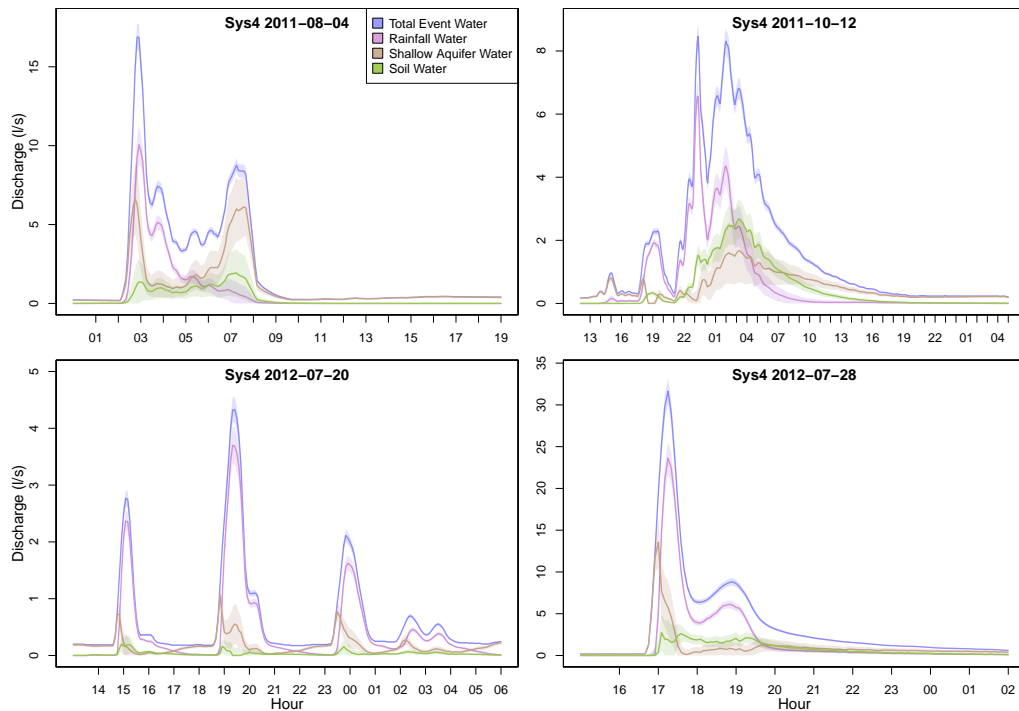 Sys4 2011−08−04
Total Event Water
Rainfall Water
Shallow Aquifer Water
Soil Water
Discharge (l/s)
15
10
5
0
01 03 05 07 09 11 13 15 17 19
Sys4 2011−10−12
8
6
4
2
0
13 16 19 22 01 04 07 10 13 16 19 22 01 04
Sys4 2012−07−20
Discharge (l/s)
5
4
3
2
1
0
14 15 16 17 18 19 20 21 22 23 00 01 02 03 04 05 06
Hour
Sys4 2012−07−28
35
30
25
20
15
10
5
0
16 17 18 19 20 21 22 23 00 01 02
Hour